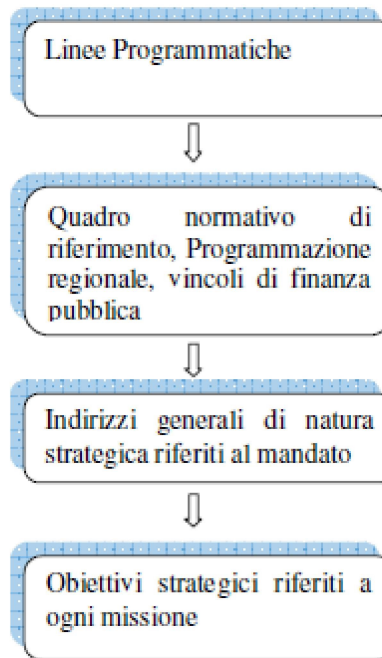 Linee Programmatiche
Quadro normativo di
riferimento, Programmazione
regionale, vincoli di finanza
pubblica
Indirizzi generali di natura
strategica riferiti al mandato
Obiettivi strategici riferiti a
ogni missione